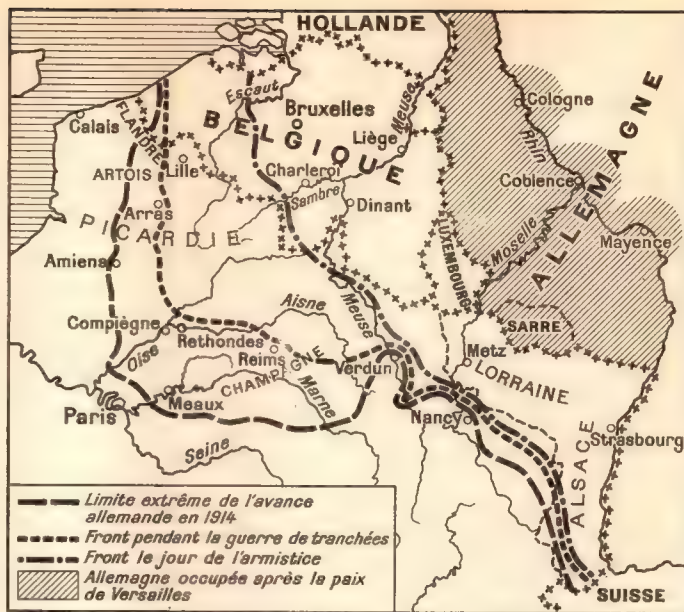 HOLLANDE
Escaut
Meuse
Cologne
Calais
FLANDRE
Bruxelles
BELGIQUE
Liège
Rhin
ALLEMAGNE
ARTOIS
Lille
Charleroi
Coblence
Sambre
Dinant
Arras
PICARDIE
LUXEMBOURG
Moselle
Mayence
Amiens
Meuse
Aisne
SARRE
Compiègne
Oise
Rethondes
Reims
Verdun
Metz
LORRAINE
CHAMPAGNE
Marne
Paris
Meaux
Nancy
Strasbourg
Seine
ALSACE
Limite extrême de l'avance
allemande en 1914
Front pendant la guerre de tranchées
Front le jour de l'armistice
Allemagne occupée après la paix
de Versailles
SUISSE